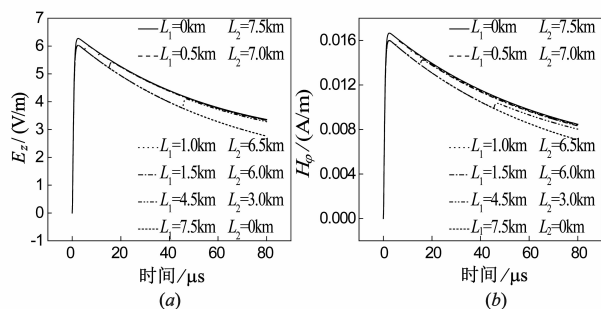 (a)
L₁=0km L₂=7.5km
L₁=0.5km L₂=7.0km
L₁=1.0km L₂=6.5km
L₁=1.5km L₂=6.0km
L₁=4.5km L₂=3.0km
L₁=7.5km L₂=0km
E_z/(V/m)
7
6
5
4
3
2
1
0
-1
0 20 40 60 80
时间/μs
(a)
(b)
L₁=0km L₂=7.5km
L₁=0.5km L₂=7.0km
L₁=1.0km L₂=6.5km
L₁=1.5km L₂=6.0km
L₁=4.5km L₂=3.0km
L₁=7.5km L₂=0km
H_φ/(A/m)
0.016
0.012
0.008
0.004
0.000
0 20 40 60 80
时间/μs
(b)